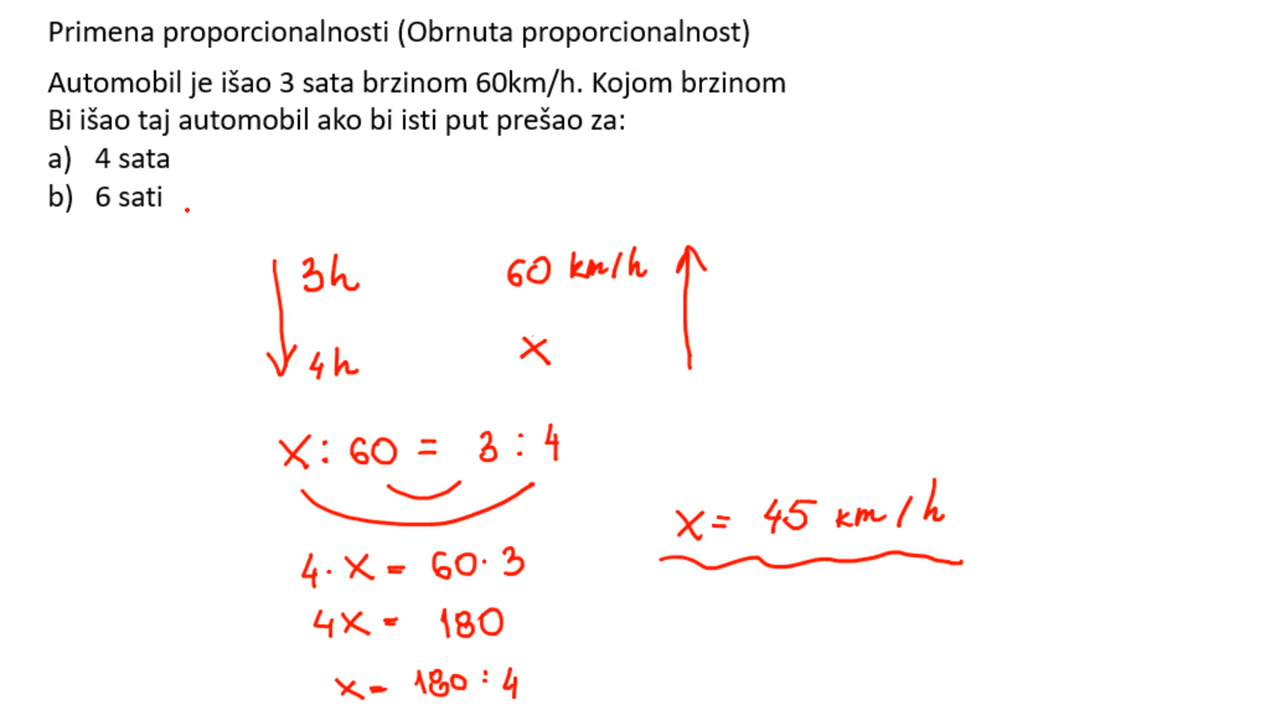 Primena proporcionalnosti (Obrnuta proporcionalnost)
Automobil je išao 3 sata brzinom 60km/h. Kojom brzinom
Bi išao taj automobil ako bi isti put prešao za:
a) 4 sata
b) 6 sati
3h 60 km/h
4h x
x : 60 = 3 : 4
x = 45 km/h
4 · x = 60 · 3
4x = 180
x = 180 : 4